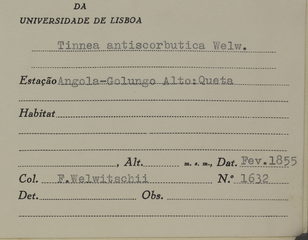 DA
UNIVERSIDADE DE LISBOA
Tinnea antiscorbutica Welw.
Estação Angola-Golungo Alto:Queta
Habitat
, Alt. m. s. m., Dat. Fev.1855
Col. F.Welwitschii N.º 1632
Det. Obs.